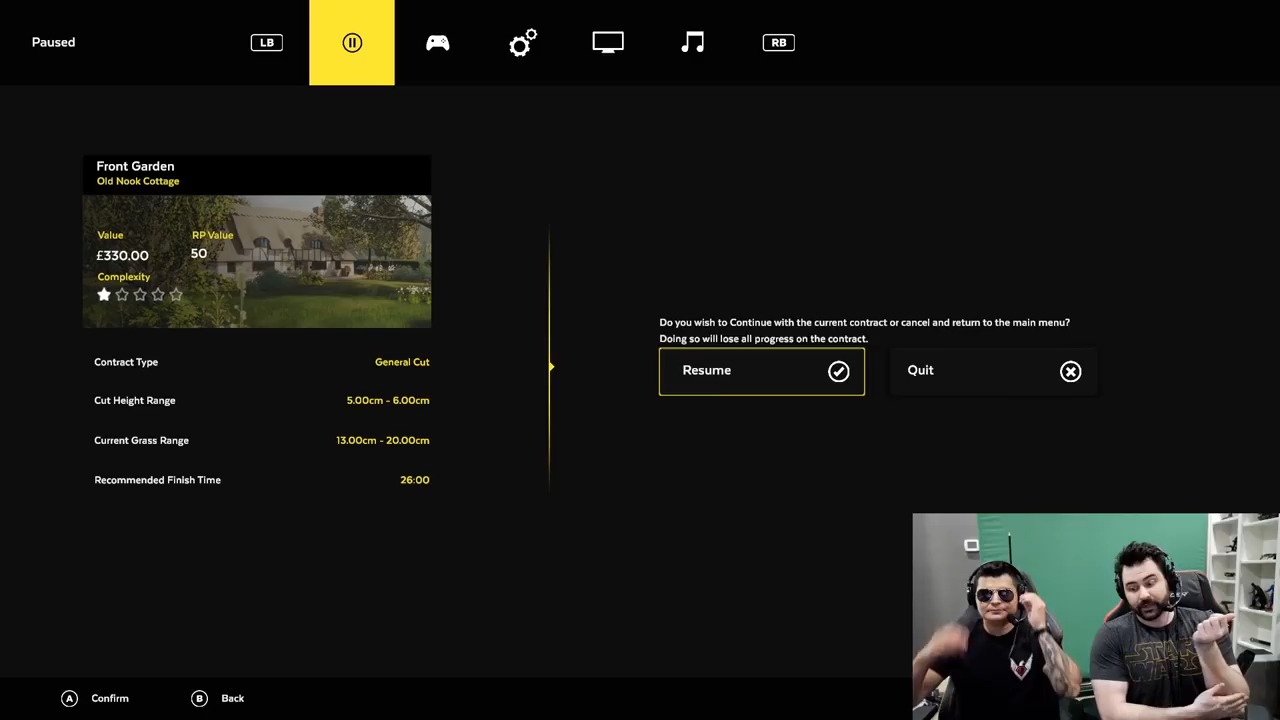 Paused
LB
RB
Front Garden
Old Nook Cottage
Value
RP Value
£330.00
50
Complexity
Contract Type
General Cut
Cut Height Range
5.00cm - 6.00cm
Current Grass Range
13.00cm - 20.00cm
Recommended Finish Time
26:00
Do you wish to Continue with the current contract or cancel and return to the main menu?
Doing so will lose all progress on the contract.
Resume
Quit
STAR
WARS
A
Confirm
B
Back